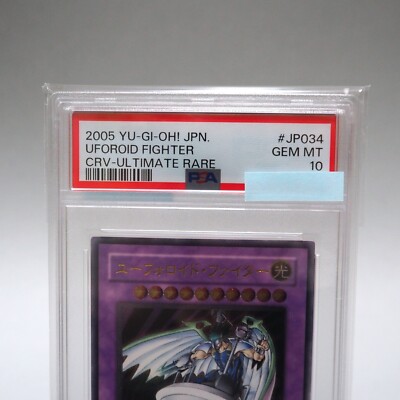 2005 YU-GI-OH! JPN. #JP034
UFOROID FIGHTER GEM MT
CRV-ULTIMATE RARE 10
PSA
ユーフォロイド・ファイター 光